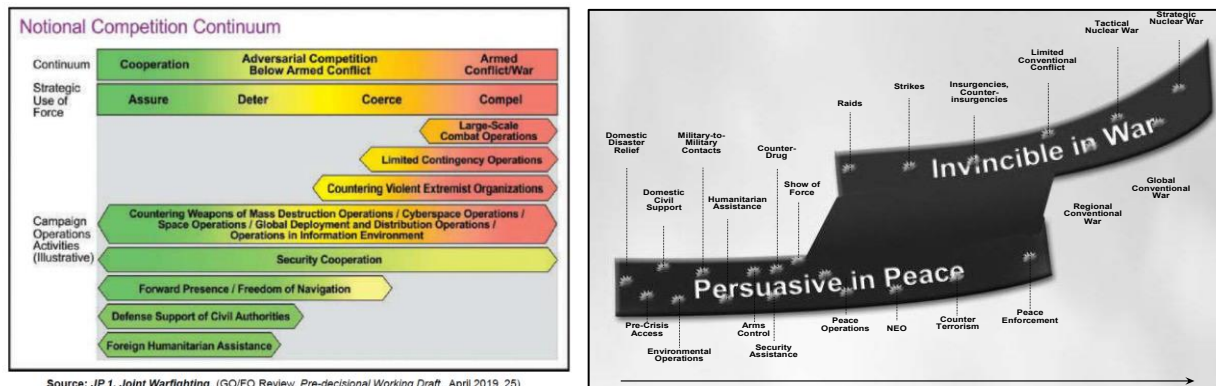 Notional Competition Continuum
Continuum
Cooperation
Adversarial Competition
Below Armed Conflict
Armed
Conflict/War
Strategic
Use of
Force
Assure
Deter
Coerce
Compel
Large-Scale
Combat Operations
Limited Contingency Operations
Countering Violent Extremist Organizations
Campaign
Operations
Activities
(Illustrative)
Countering Weapons of Mass Destruction Operations / Cyberspace Operations /
Space Operations / Global Deployment and Distribution Operations /
Operations in Information Environment
Security Cooperation
Forward Presence / Freedom of Navigation
Defense Support of Civil Authorities
Foreign Humanitarian Assistance
Source: JP 1, Joint Warfighting, (GO/FO Review, Pre-decisional Working Draft, April 2019, 25)
Strategic
Nuclear War
Tactical
Nuclear War
Limited
Conventional
Conflict
Insurgencies,
Counter-
insurgencies
Strikes
Raids
Domestic
Disaster
Relief
Military-to-
Military
Contacts
Counter-
Drug
Show of
Force
Domestic
Civil
Support
Humanitarian
Assistance
Invincible in War
Global
Conventional
War
Regional
Conventional
War
Persuasive in Peace
Pre-Crisis
Access
Environmental
Operations
Arms
Control
Security
Assistance
Peace
Operations
NEO
Counter
Terrorism
Peace
Enforcement